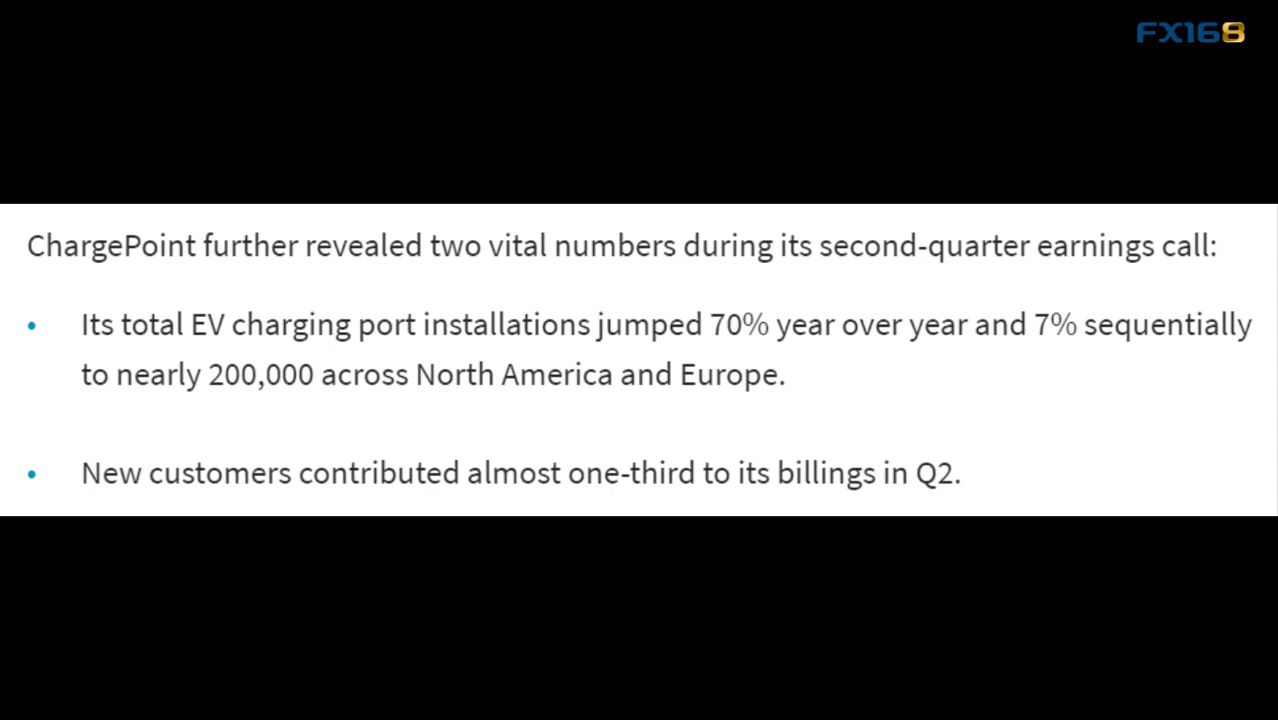 FX168
ChargePoint further revealed two vital numbers during its second-quarter earnings call:
• Its total EV charging port installations jumped 70% year over year and 7% sequentially
to nearly 200,000 across North America and Europe.
• New customers contributed almost one-third to its billings in Q2.